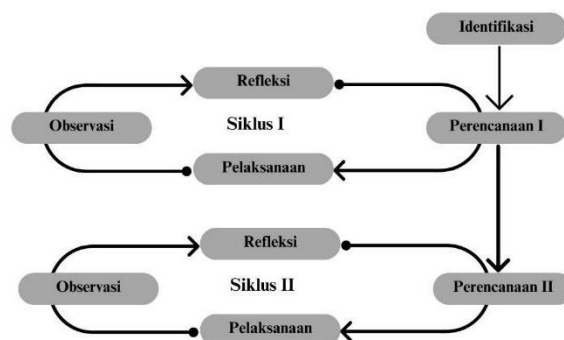 Identifikasi
Refleksi
Observasi
Siklus I
Perencanaan I
Pelaksanaan
Refleksi
Observasi
Siklus II
Perencanaan II
Pelaksanaan